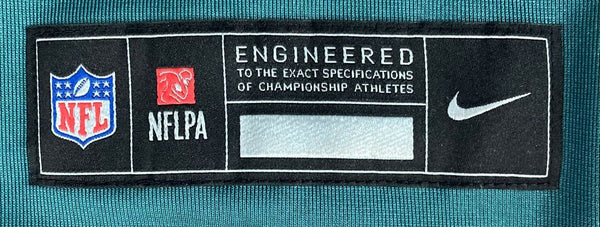 NFL
NFLPA
ENGINEERED
TO THE EXACT SPECIFICATIONS
OF CHAMPIONSHIP ATHLETES